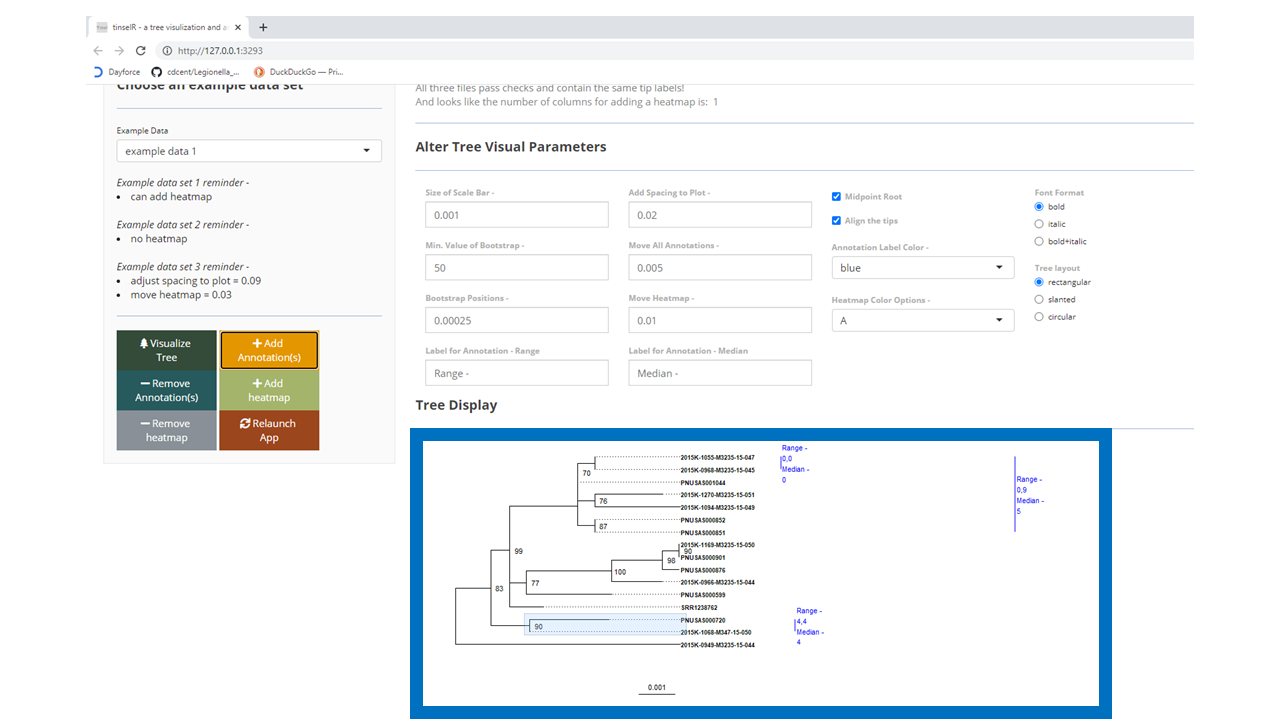 tinselR - a tree visulization and a
http://127.0.0.1:3293
Dayforce
cdcent/Legionella_...
DuckDuckGo — Pri...
Choose an example data set
Example Data
example data 1
Example data set 1 reminder -
can add heatmap
Example data set 2 reminder -
no heatmap
Example data set 3 reminder -
adjust spacing to plot = 0.09
move heatmap = 0.03
Visualize Tree
Add Annotation(s)
Remove Annotation(s)
Add heatmap
Remove heatmap
Relaunch App
All three files pass checks and contain the same tip labels!
And looks like the number of columns for adding a heatmap is: 1
Alter Tree Visual Parameters
Size of Scale Bar -
0.001
Min. Value of Bootstrap -
50
Bootstrap Positions -
0.00025
Label for Annotation - Range
Range -
Add Spacing to Plot -
0.02
Move All Annotations -
0.005
Move Heatmap -
0.01
Label for Annotation - Median
Median -
Midpoint Root
Align the tips
Annotation Label Color -
blue
Heatmap Color Options -
A
Font Format
bold
italic
bold+italic
Tree layout
rectangular
slanted
circular
Tree Display
2015K-1055-M3235-15-047
2015K-0968-M3235-15-045
PNUSAS001044
2015K-1270-M3235-15-051
2015K-1094-M3235-15-049
PNUSAS000852
PNUSAS000851
2015K-1169-M3235-15-050
PNUSAS000901
PNUSAS000876
2015K-0966-M3235-15-044
PNUSAS000599
SRR1238762
PNUSAS000720
2015K-1068-M347-15-050
2015K-0949-M3235-15-044
70
76
87
99
90
98
100
77
83
90
Range -
0,0
Median -
0
Range -
0,9
Median -
5
Range -
4,4
Median -
4
0.001